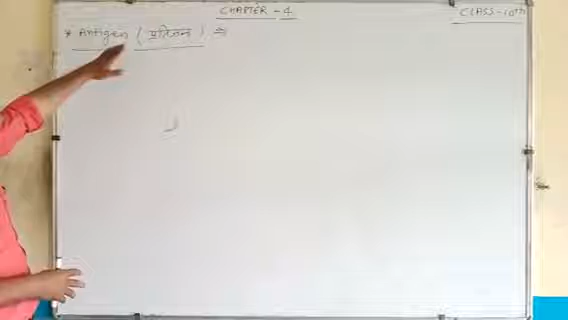 CHAPTER - 4
CLASS - 10th
* Antigen ( प्रतिजन ) ⇒